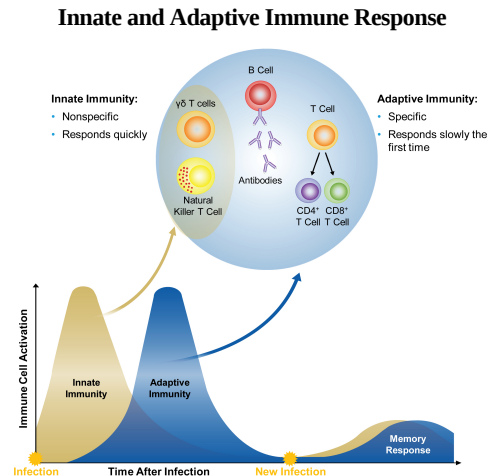 Innate and Adaptive Immune Response
B Cell
Innate Immunity:
• Nonspecific
• Responds quickly
γδ T cells
T Cell
Adaptive Immunity:
• Specific
• Responds slowly the
first time
Antibodies
Natural
Killer T Cell
CD4⁺
T Cell
CD8⁺
T Cell
Immune Cell Activation
Innate
Immunity
Adaptive
Immunity
Memory
Response
Infection
Time After Infection
New Infection